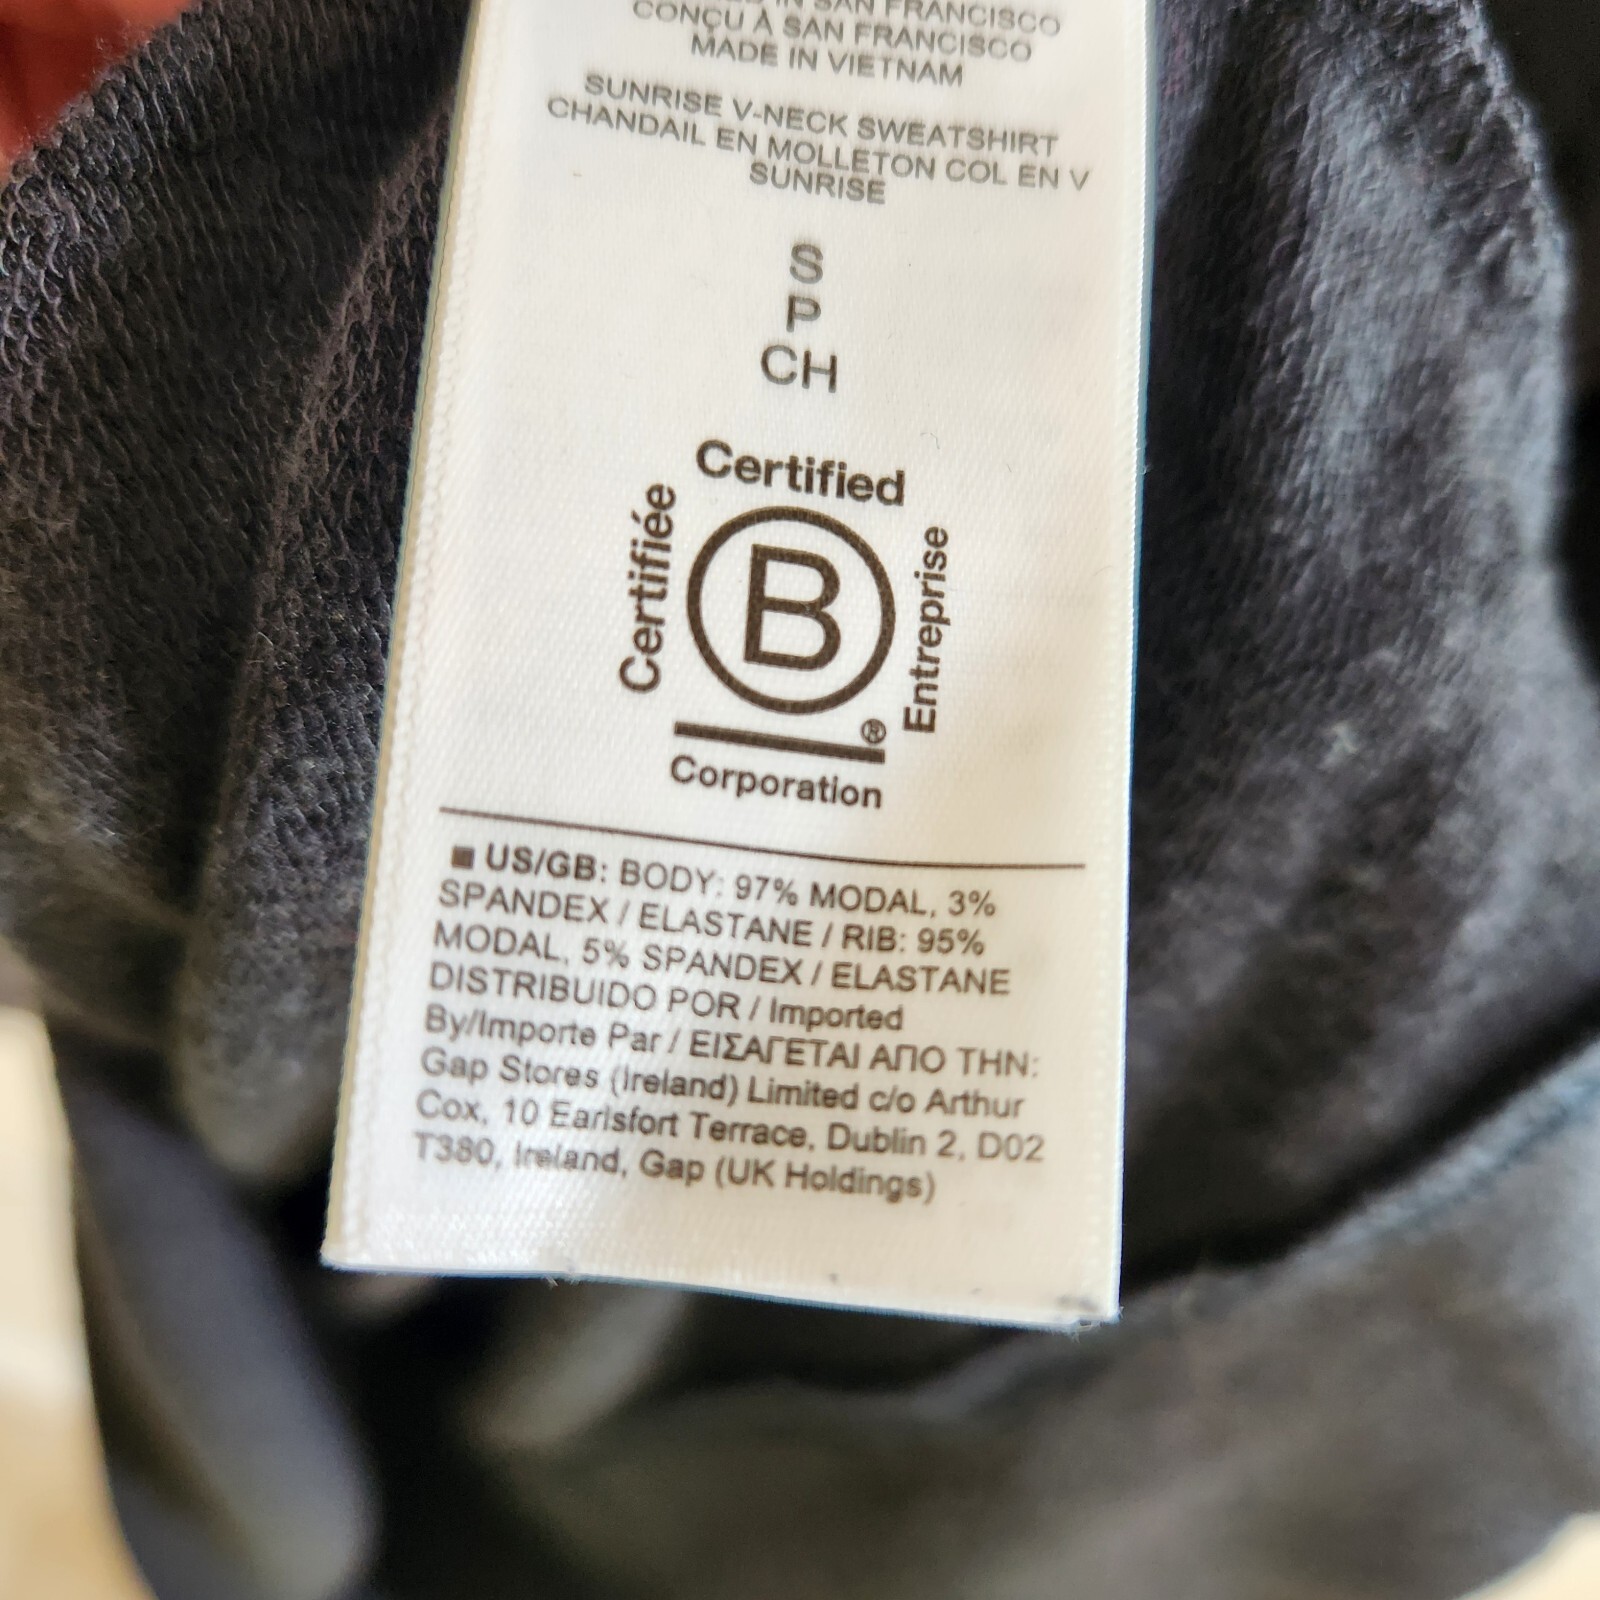 IN SAN FRANCISCO
CONÇU À SAN FRANCISCO
MADE IN VIETNAM
SUNRISE V-NECK SWEATSHIRT
CHANDAIL EN MOLLETON COL EN V
SUNRISE
S
P
CH
Certified
Certifiée
B
Entreprise
®
Corporation
■ US/GB: BODY: 97% MODAL, 3%
SPANDEX / ELASTANE / RIB: 95%
MODAL, 5% SPANDEX / ELASTANE
DISTRIBUIDO POR / Imported
By/Importe Par / ΕΙΣΑΓΕΤΑΙ ΑΠΟ ΤΗΝ:
Gap Stores (Ireland) Limited c/o Arthur
Cox, 10 Earlsfort Terrace, Dublin 2, D02
T380, Ireland, Gap (UK Holdings)